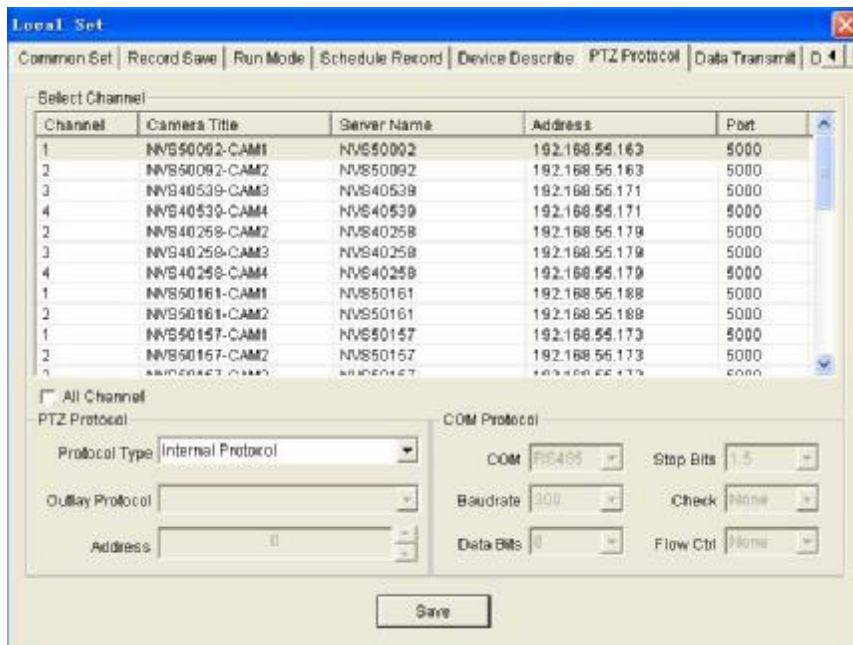 Local Set
Common Set Record Save Run Mode Schedule Record Device Describe PTZ Protocol Data Transmit D
Select Channel
Channel Camera Title Server Name Address Port
1 NVS50092-CAM1 NVS50092 192.168.55.163 5000
2 NVS50092-CAM2 NVS50092 192.168.55.163 5000
3 NVS40539-CAM3 NVS40539 192.168.55.171 5000
4 NVS40539-CAM4 NVS40539 192.168.55.171 5000
2 NVS40258-CAM2 NVS40258 192.168.55.179 5000
3 NVS40258-CAM3 NVS40258 192.168.55.179 5000
4 NVS40258-CAM4 NVS40258 192.168.55.179 5000
1 NVS50161-CAM1 NVS50161 192.168.55.188 5000
2 NVS50161-CAM2 NVS50161 192.168.55.188 5000
1 NVS50157-CAM1 NVS50157 192.168.55.173 5000
2 NVS50157-CAM2 NVS50157 192.168.55.173 5000
All Channel
PTZ Protocol COM Protocol
Protocol Type Internal Protocol COM RS485 Stop Bits 1.5
Outlay Protocol Baudrate 300 Check None
Address 0 Data Bits Flow Ctrl None
Save